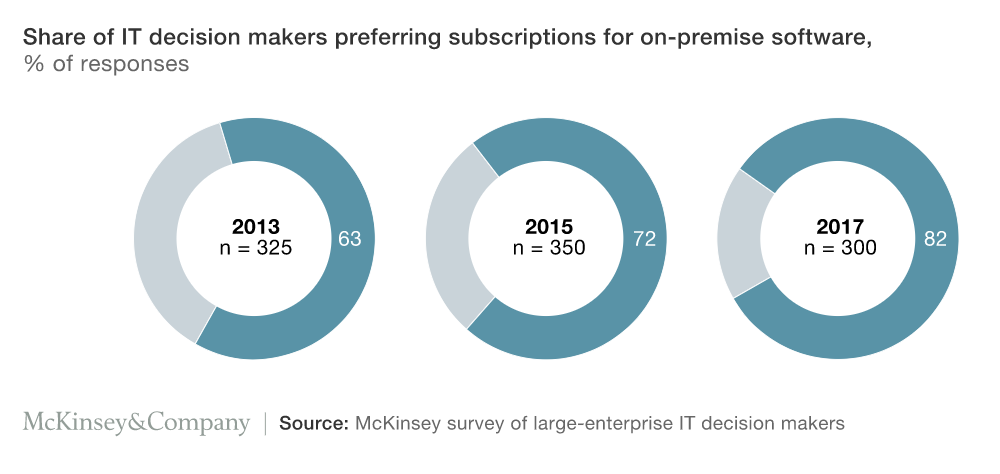 Share of IT decision makers preferring subscriptions for on-premise software,
% of responses
2013
n = 325
63
2015
n = 350
72
2017
n = 300
82
McKinsey&Company | Source: McKinsey survey of large-enterprise IT decision makers